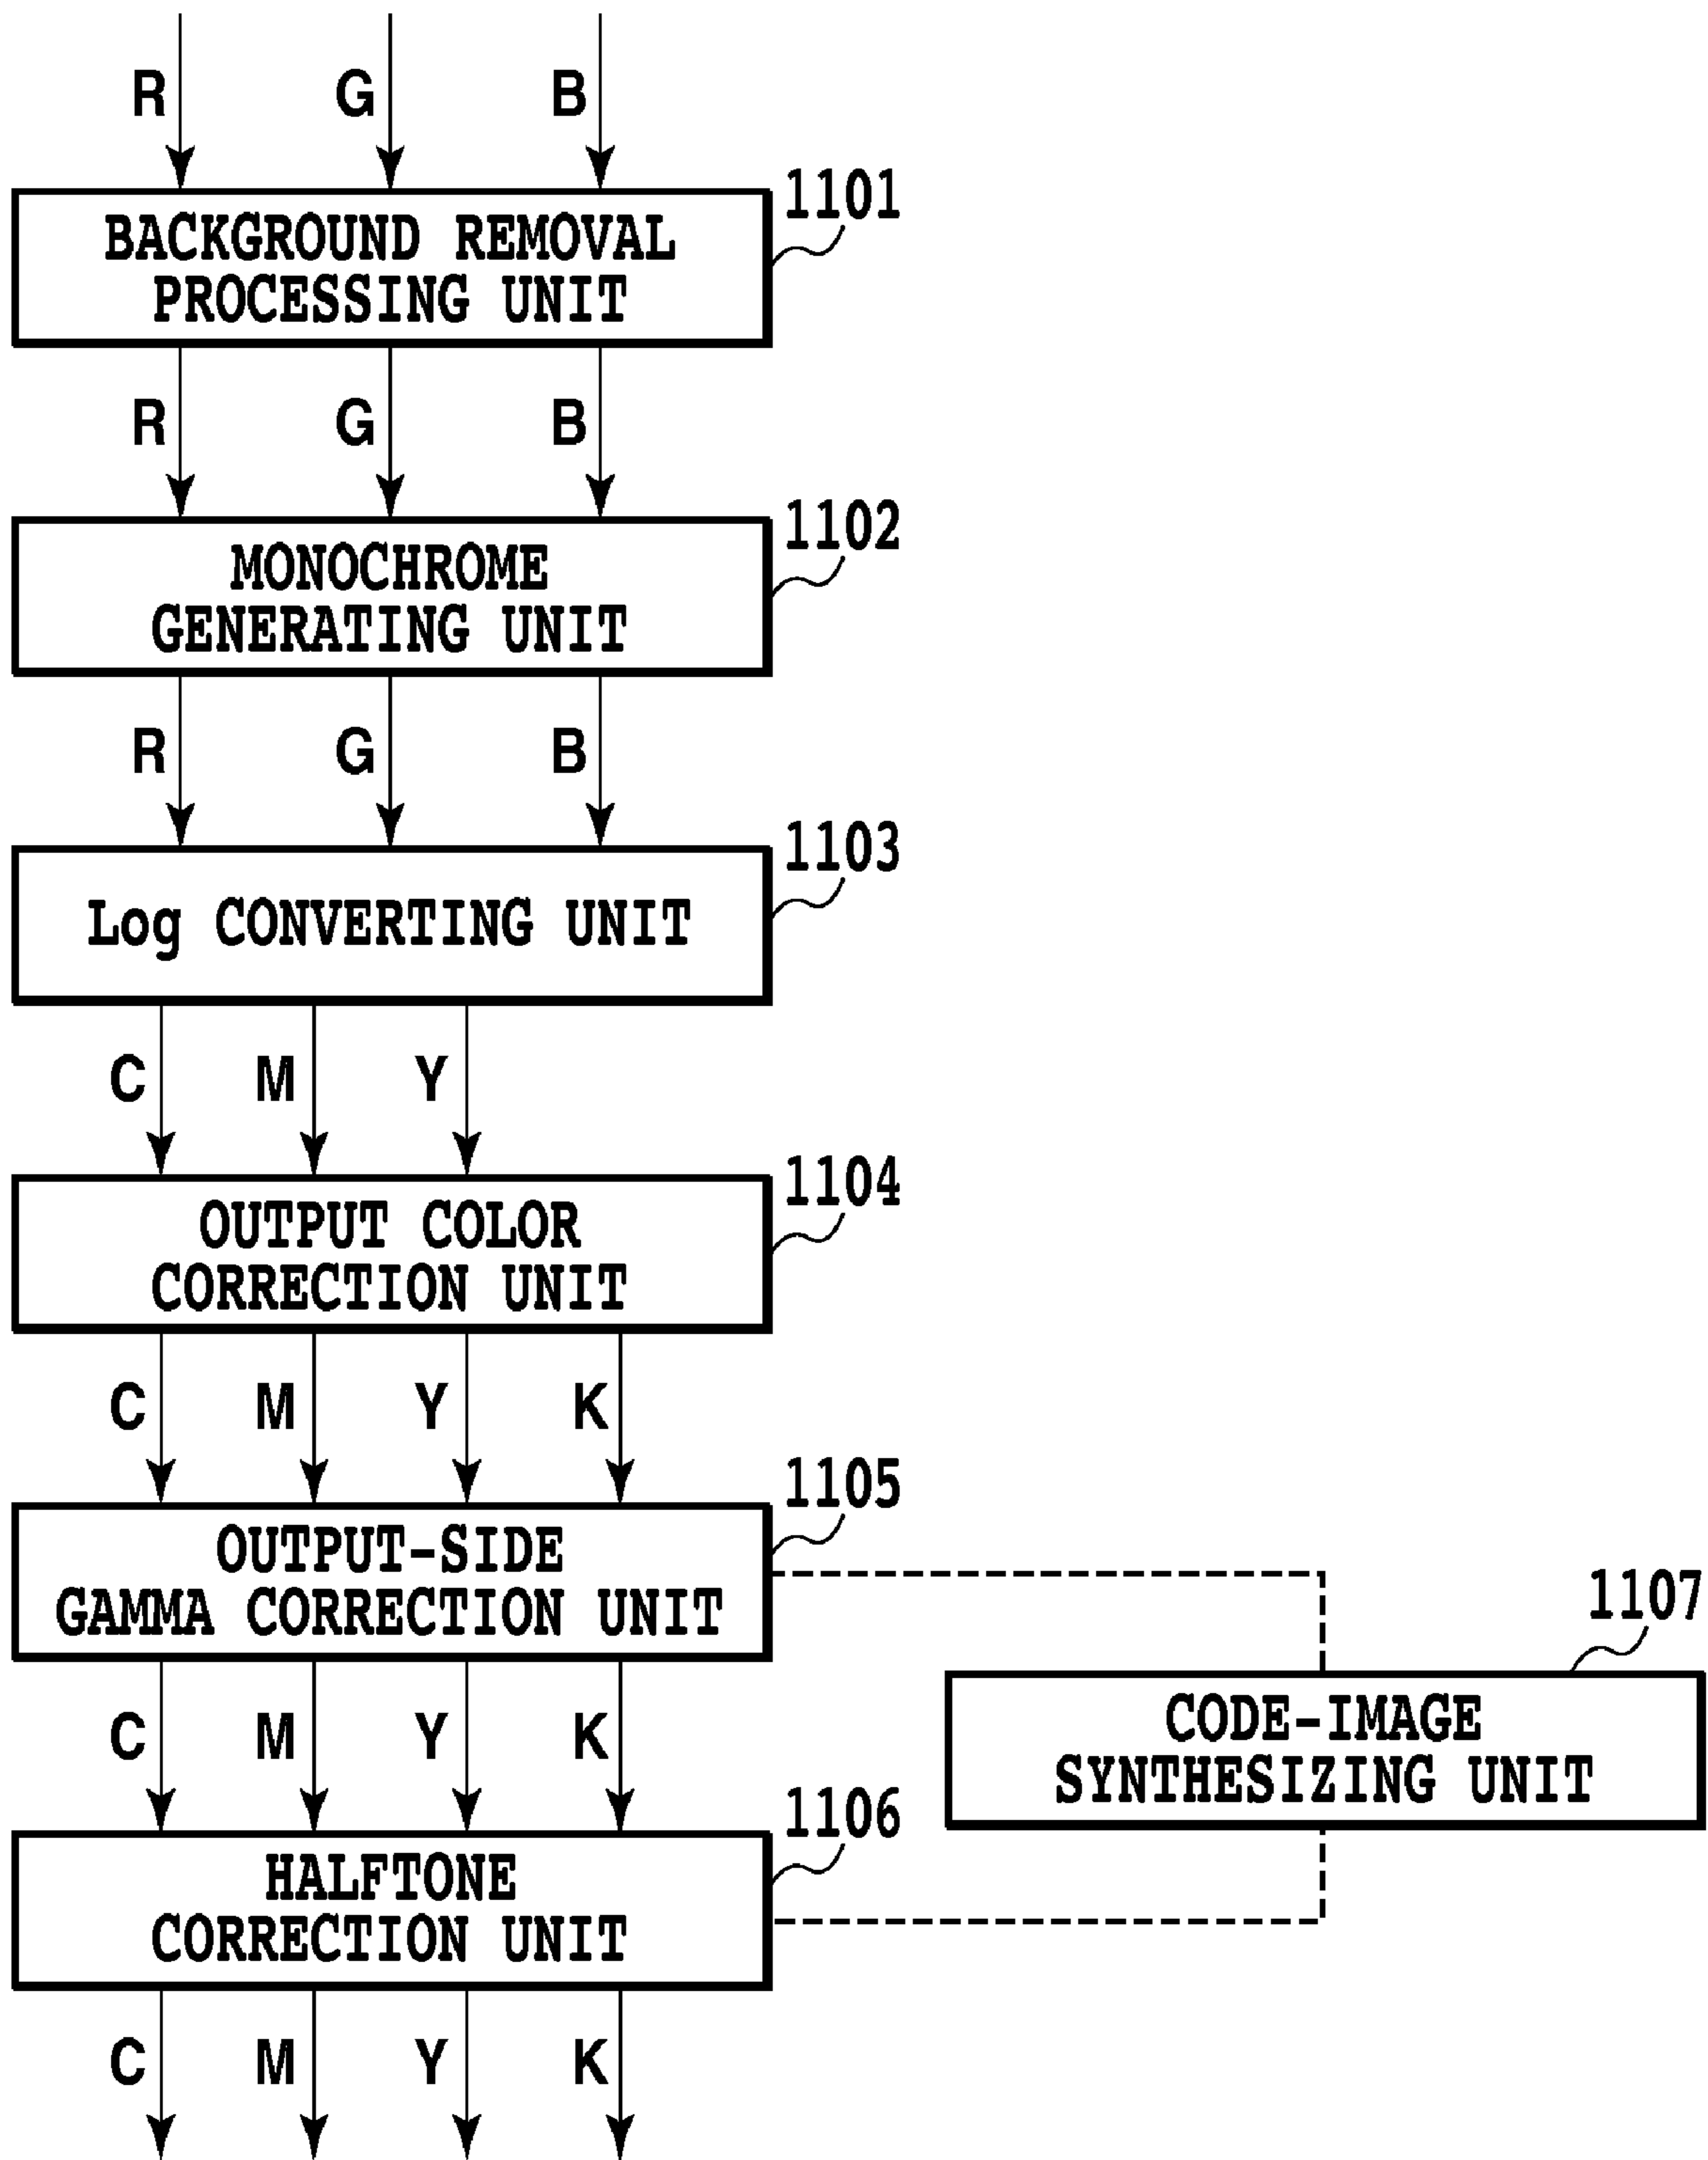 R G B
1101
BACKGROUND REMOVAL
PROCESSING UNIT
R G B
1102
MONOCHROME
GENERATING UNIT
R G B
1103
Log CONVERTING UNIT
C M Y
1104
OUTPUT COLOR
CORRECTION UNIT
C M Y K
1105
OUTPUT-SIDE
GAMMA CORRECTION UNIT
1107
CODE-IMAGE
SYNTHESIZING UNIT
C M Y K
1106
HALFTONE
CORRECTION UNIT
C M Y K